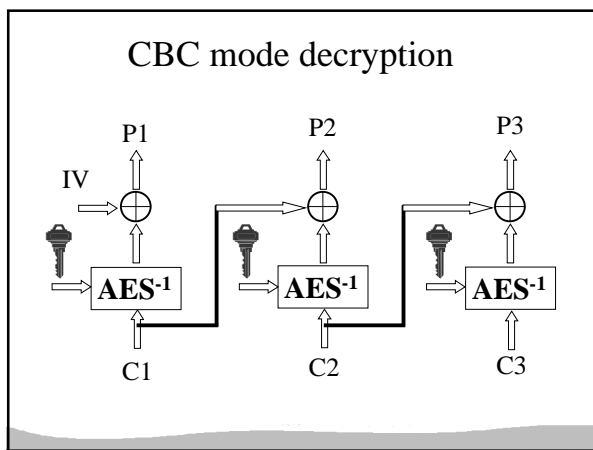 CBC mode decryption
P1 P2 P3
IV
AES⁻¹ AES⁻¹ AES⁻¹
C1 C2 C3